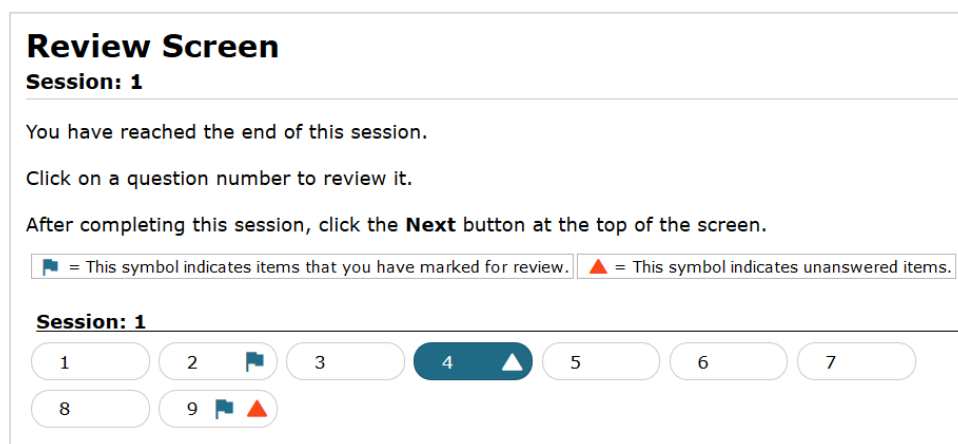 Review Screen
Session: 1
You have reached the end of this session.
Click on a question number to review it.
After completing this session, click the Next button at the top of the screen.
= This symbol indicates items that you have marked for review. = This symbol indicates unanswered items.
Session: 1
1 2 3 4 5 6 7
8 9